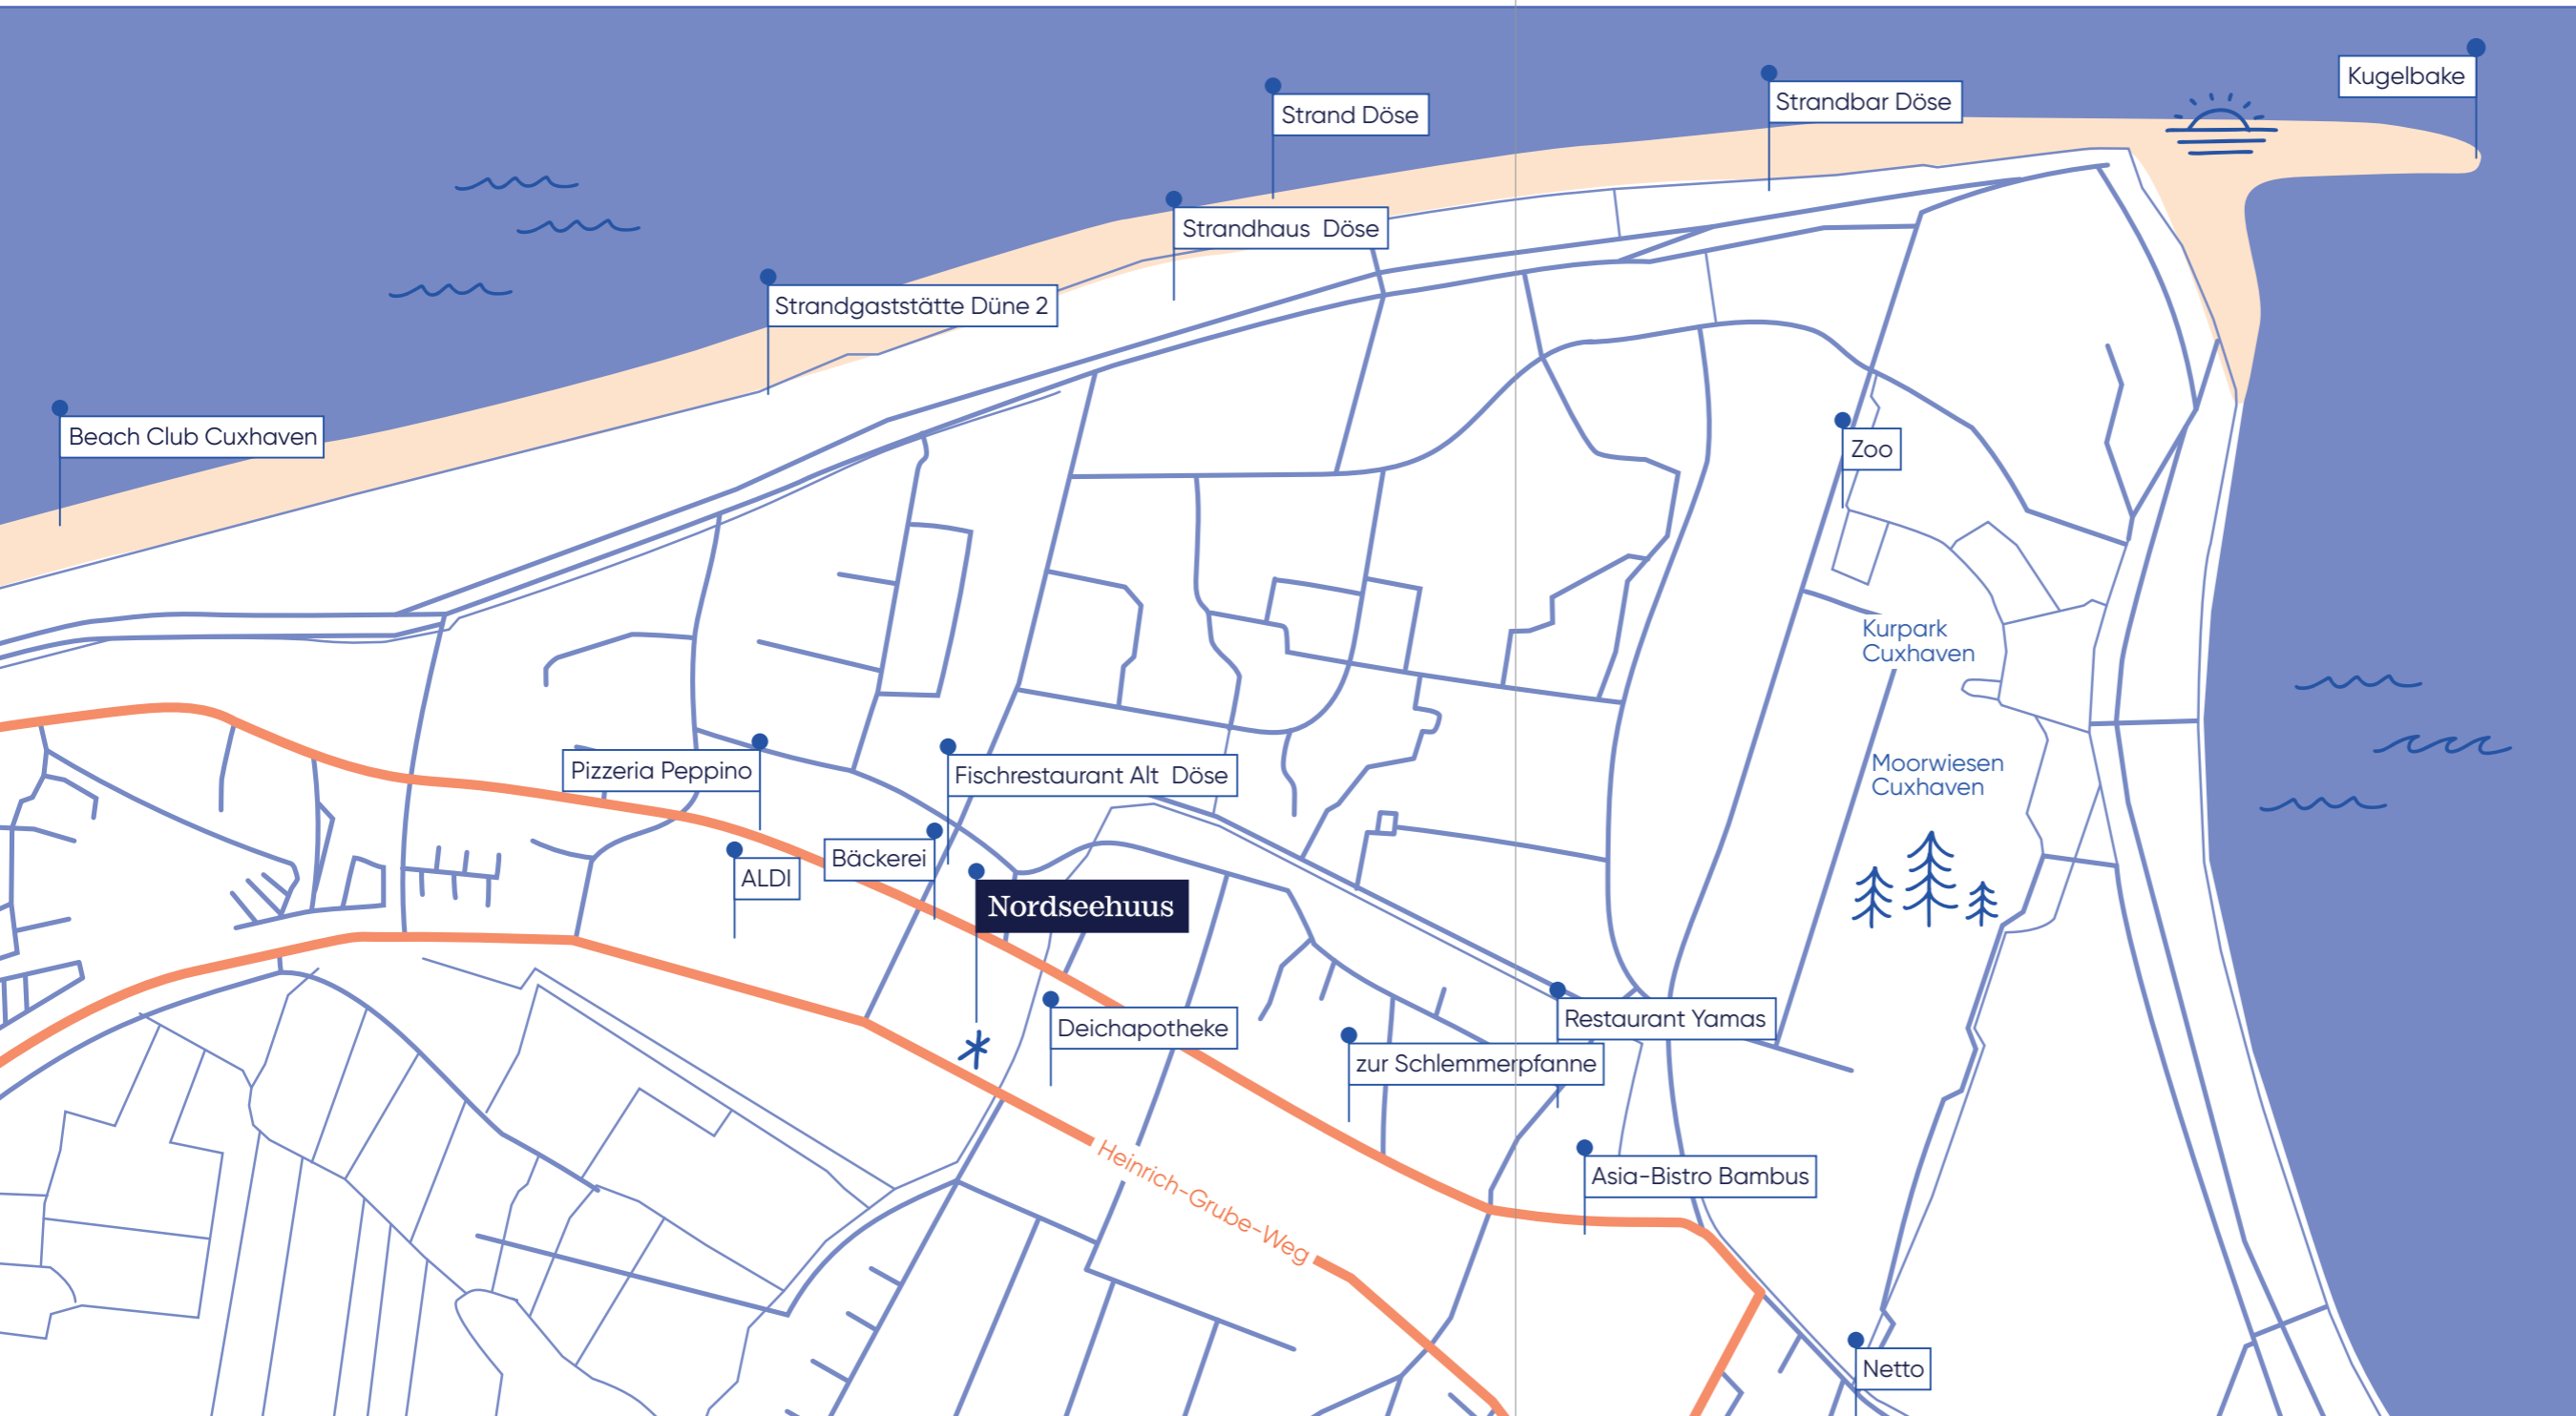 Kugelbake
Strandbar Döse
Strand Döse
Strandhaus Döse
Strandgaststätte Düne 2
Beach Club Cuxhaven
Zoo
Kurpark
Cuxhaven
Moorwiesen
Cuxhaven
Pizzeria Peppino
Fischrestaurant Alt Döse
Bäckerei
ALDI
Nordseehuus
Deichapotheke
Restaurant Yamas
zur Schlemmerpfanne
Heinrich-Grube-Weg
Asia-Bistro Bambus
Netto